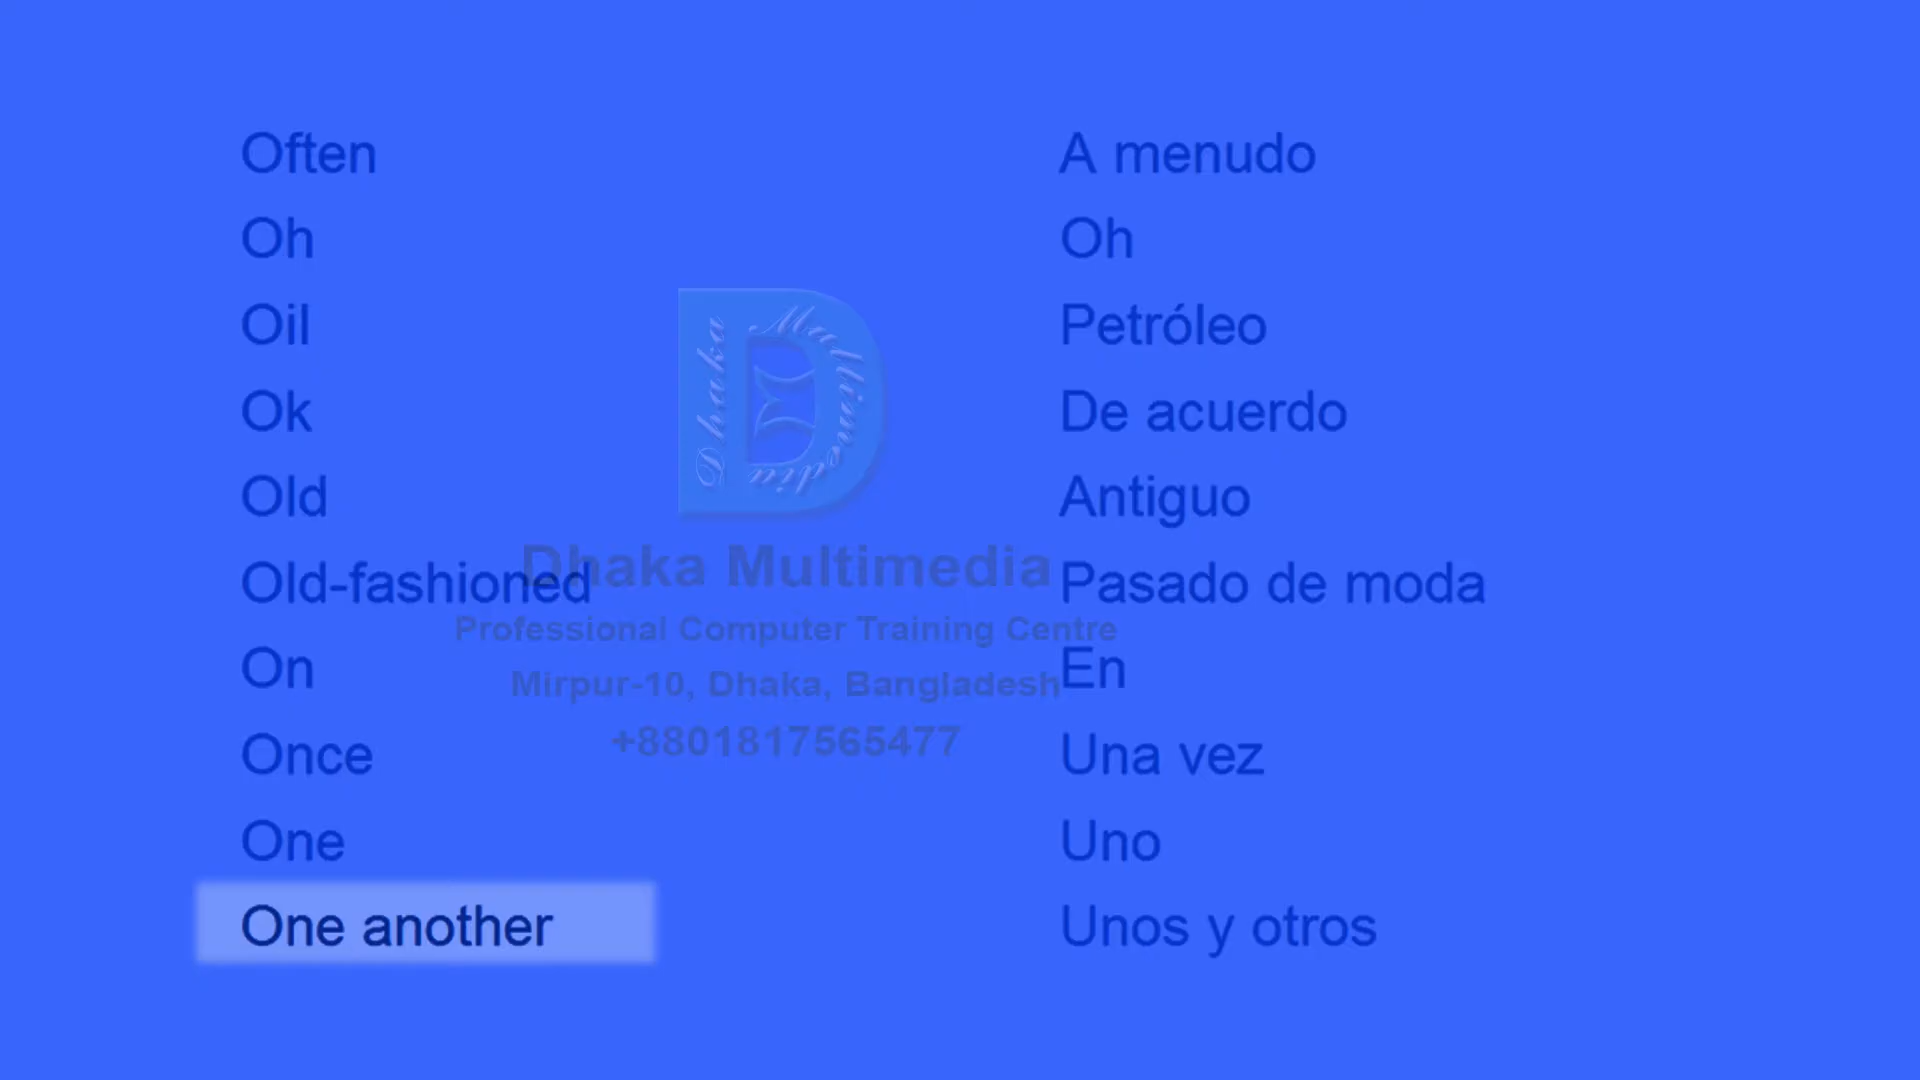 Often A menudo
Oh Oh
Oil Petróleo
Ok De acuerdo
Old Antiguo
Old-fashioned Pasado de moda
On En
Once Una vez
One Uno
One another Unos y otros
Dhaka Multimedia
Dhaka Multimedia
Professional Computer Training Centre
Mirpur-10, Dhaka, Bangladesh
+8801817565477